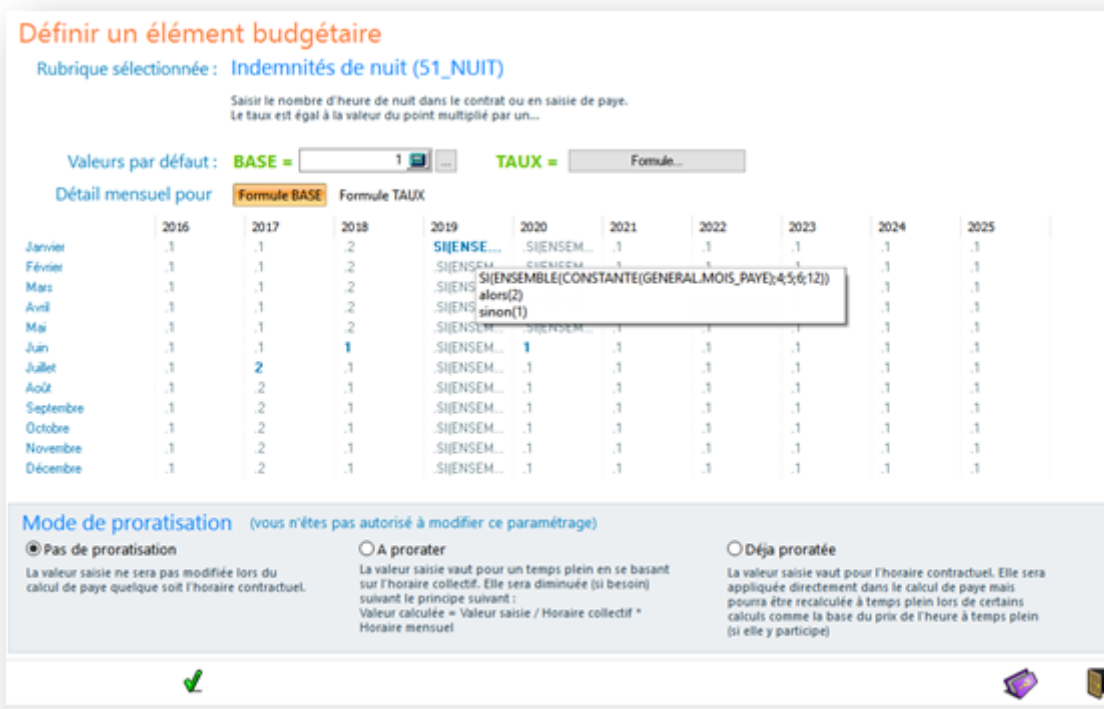 Définir un élément budgétaire
Rubrique sélectionnée : Indemnités de nuit (51_NUIT)
Saisir le nombre d'heure de nuit dans le contrat ou en saisie de paye.
Le taux est égal à la valeur du point multiplié par un...
Valeurs par défaut : BASE = 1 ... TAUX = Formule...
Détail mensuel pour Formule BASE Formule TAUX
2016 2017 2018 2019 2020 2021 2022 2023 2024 2025
Janvier .1 .1 .2 SI(ENSE... .SI(ENSEM... .1 .1 .1 .1 .1
Février .1 .1 .2 .SI(ENSEM... .SI(ENSEM... .1 .1
Mars .1 .1 .2 .SI(ENS .1 .1
Avril .1 .1 .2 .SI(ENS .1 .1
Mai .1 .1 .2 .SI(ENSEM... .SI(ENSEM... .1 .1 .1 .1 .1
SI(ENSEMBLE(CONSTANTE(GENERAL.MOIS_PAYE);4;5;6;12))
alors(2)
sinon(1)
Juin .1 .1 1 .SI(ENSEM... 1 .1 .1 .1 .1 .1
Juillet .1 2 .1 .SI(ENSEM... .1 .1 .1 .1 .1 .1
Août .1 .2 .1 .SI(ENSEM... .1 .1 .1 .1 .1 .1
Septembre .1 .2 .1 .SI(ENSEM... .1 .1 .1 .1 .1 .1
Octobre .1 .2 .1 .SI(ENSEM... .1 .1 .1 .1 .1 .1
Novembre .1 .2 .1 .SI(ENSEM... .1 .1 .1 .1 .1 .1
Décembre .1 .2 .1 .SI(ENSEM... .1 .1 .1 .1 .1 .1
Mode de proratisation (vous n'êtes pas autorisé à modifier ce paramétrage)
Pas de proratisation
La valeur saisie ne sera pas modifiée lors du
calcul de paye quelque soit l'horaire contractuel.
A prorater
La valeur saisie vaut pour un temps plein en se basant
sur l'horaire collectif. Elle sera diminuée (si besoin)
suivant le principe suivant :
Valeur calculée = Valeur saisie / Horaire collectif *
Horaire mensuel
Déja proratée
La valeur saisie vaut pour l'horaire contractuel. Elle sera
appliquée directement dans le calcul de paye mais
pourra être recalculée à temps plein lors de certains
calculs comme la base du prix de l'heure à temps plein
(si elle y participe)